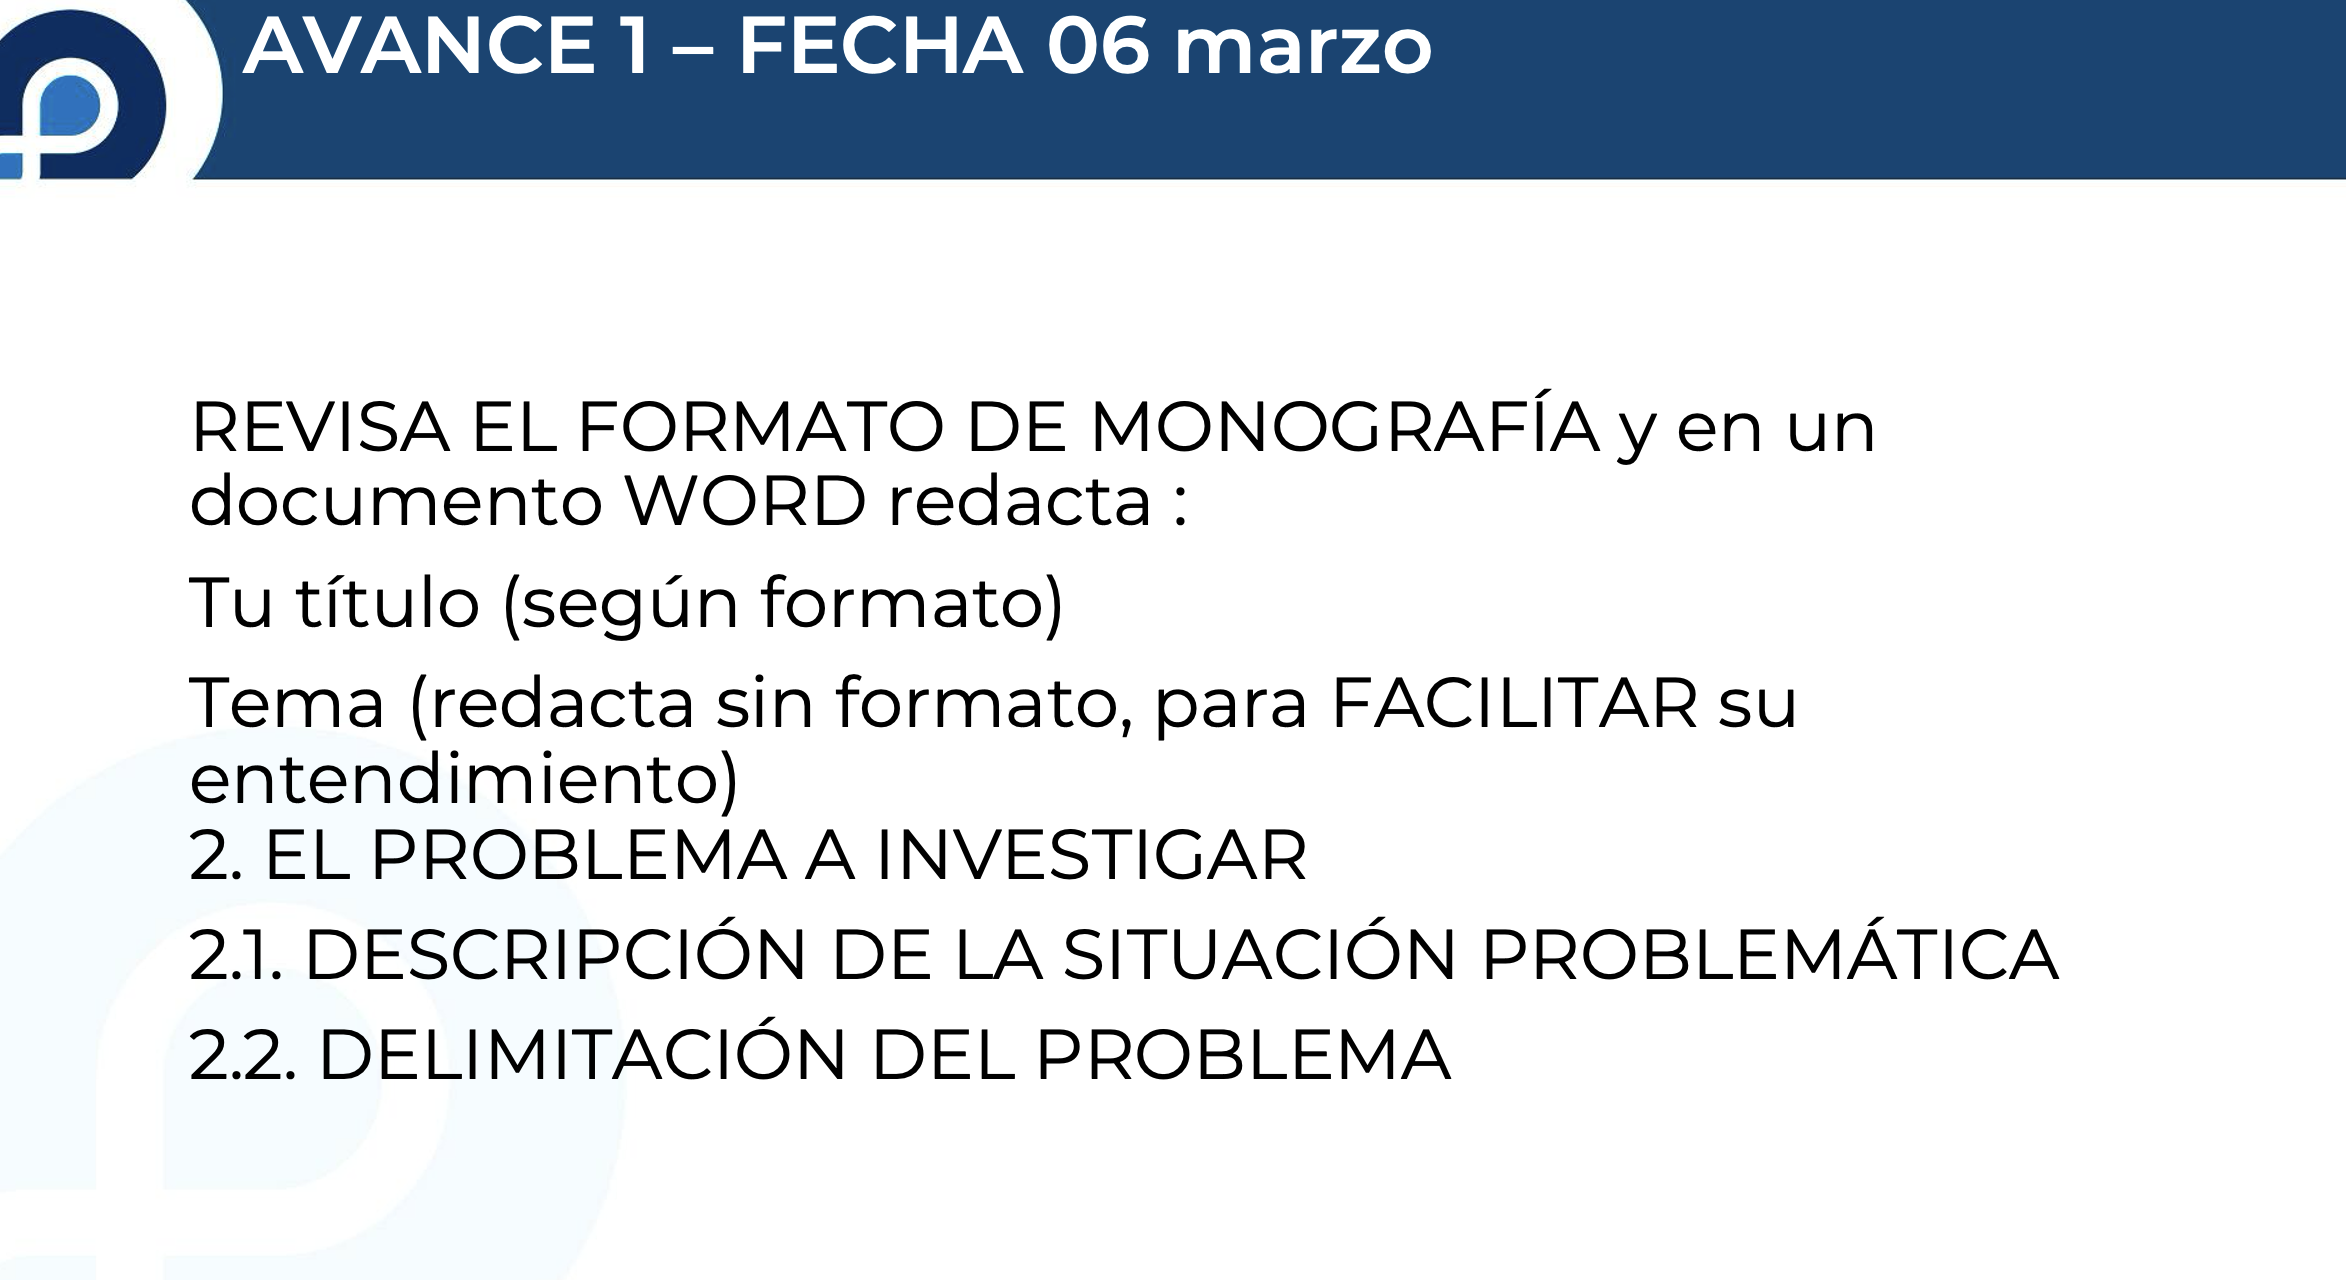 AVANCE 1 – FECHA 06 marzo
REVISA EL FORMATO DE MONOGRAFÍA y en un
documento WORD redacta :
Tu título (según formato)
Tema (redacta sin formato, para FACILITAR su
entendimiento)
2. EL PROBLEMA A INVESTIGAR
2.1. DESCRIPCIÓN DE LA SITUACIÓN PROBLEMÁTICA
2.2. DELIMITACIÓN DEL PROBLEMA